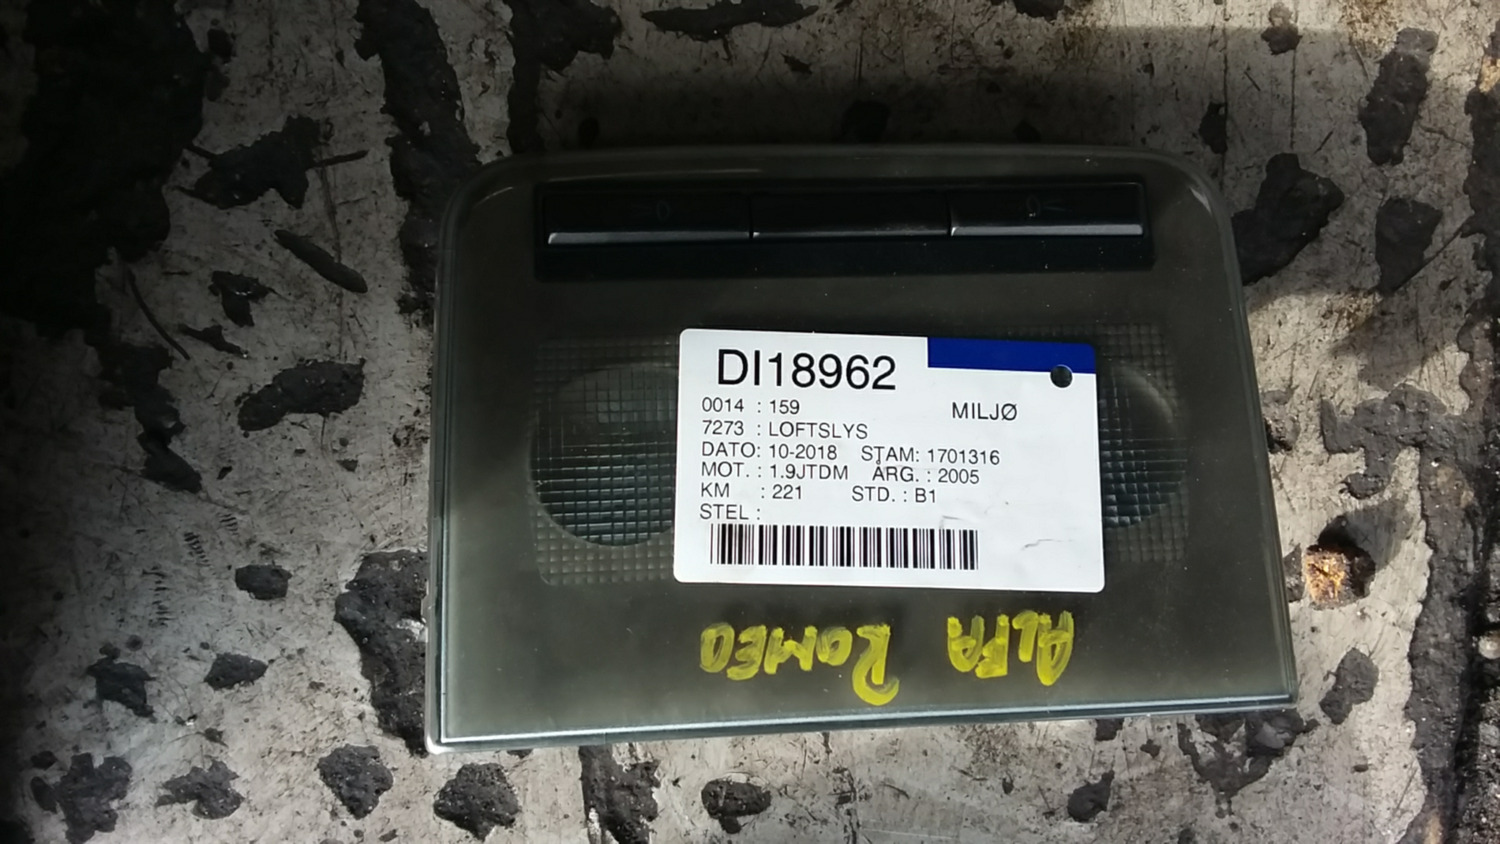 DI18962
0014 : 159 MILJØ
7273 : LOFTSLYS
DATO: 10-2018 STAM: 1701316
MOT. : 1.9JTDM ÅRG. : 2005
KM : 221 STD. : B1
STEL :
ALFA ROMEO